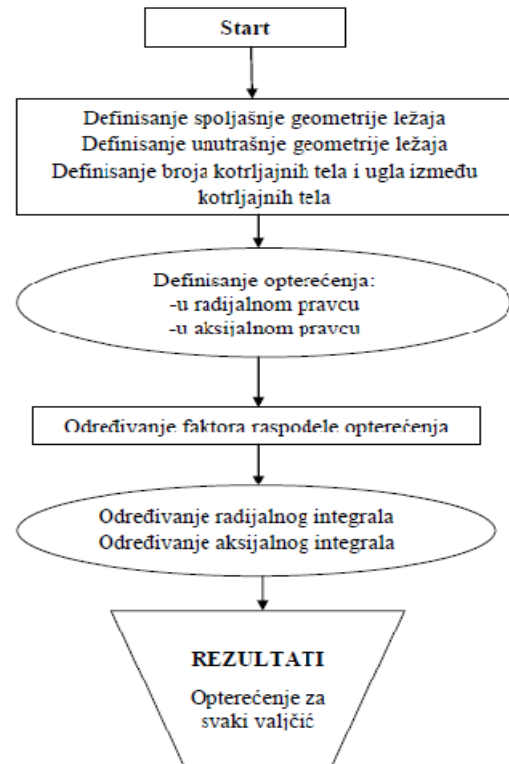 Start
Definisanje spoljašnje geometrije ležaja
Definisanje unutrašnje geometrije ležaja
Definisanje broja kotrljajnih tela i ugla između
kotrljajnih tela
Definisanje opterećenja:
-u radijalnom pravcu
-u aksijalnom pravcu
Određivanje faktora raspodele opterećenja
Određivanje radijalnog integrala
Određivanje aksijalnog integrala
REZULTATI
Opterećenje za
svaki valjčić